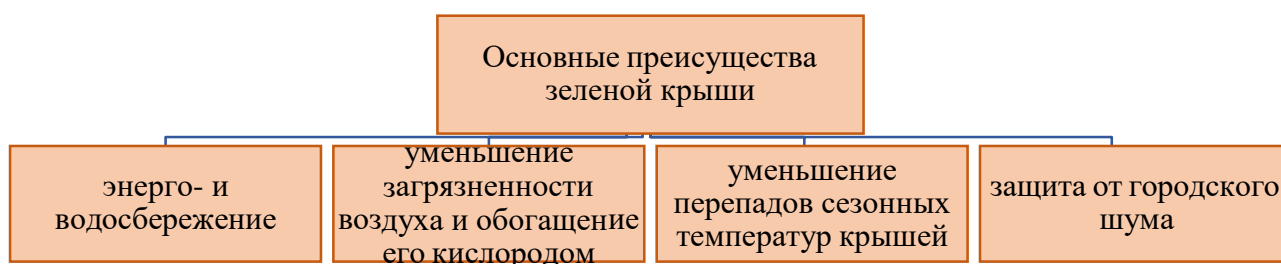 Основные преисущества
зеленой крыши
энерго- и
водосбережение
уменьшение
загрязненности
воздуха и обогащение
его кислородом
уменьшение
перепадов сезонных
температур крышей
защита от городского
шума